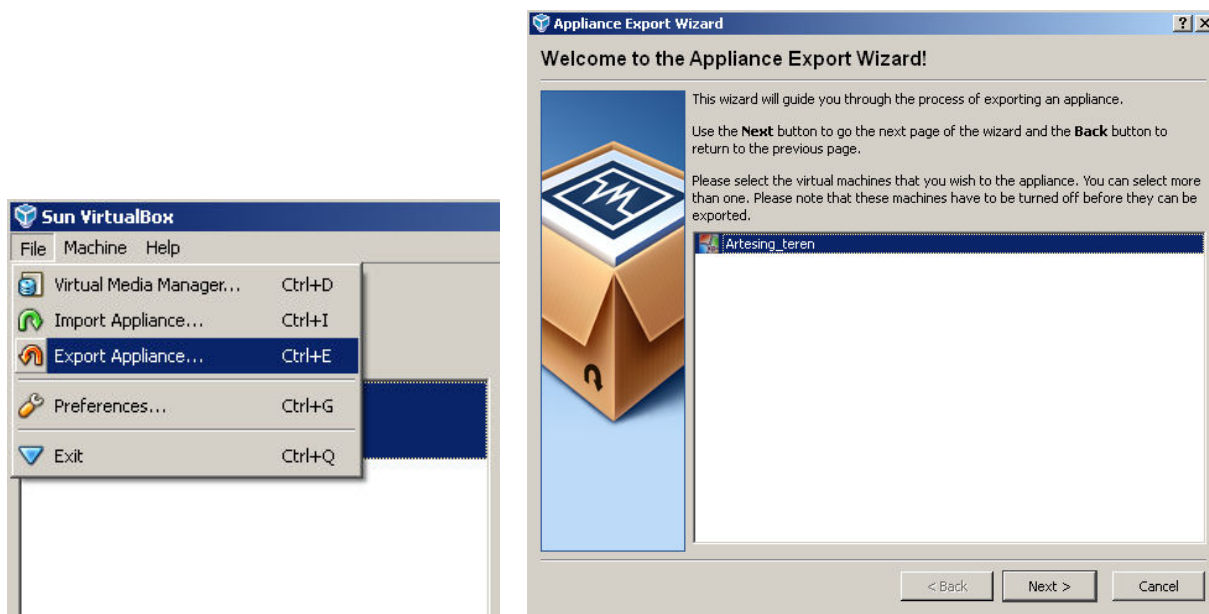 Sun VirtualBox
File Machine Help
Virtual Media Manager... Ctrl+D
Import Appliance... Ctrl+I
Export Appliance... Ctrl+E
Preferences... Ctrl+G
Exit Ctrl+Q
Appliance Export Wizard
Welcome to the Appliance Export Wizard!
This wizard will guide you through the process of exporting an appliance.
Use the Next button to go the next page of the wizard and the Back button to
return to the previous page.
Please select the virtual machines that you wish to the appliance. You can select more
than one. Please note that these machines have to be turned off before they can be
exported.
Artesing_teren
< Back Next > Cancel